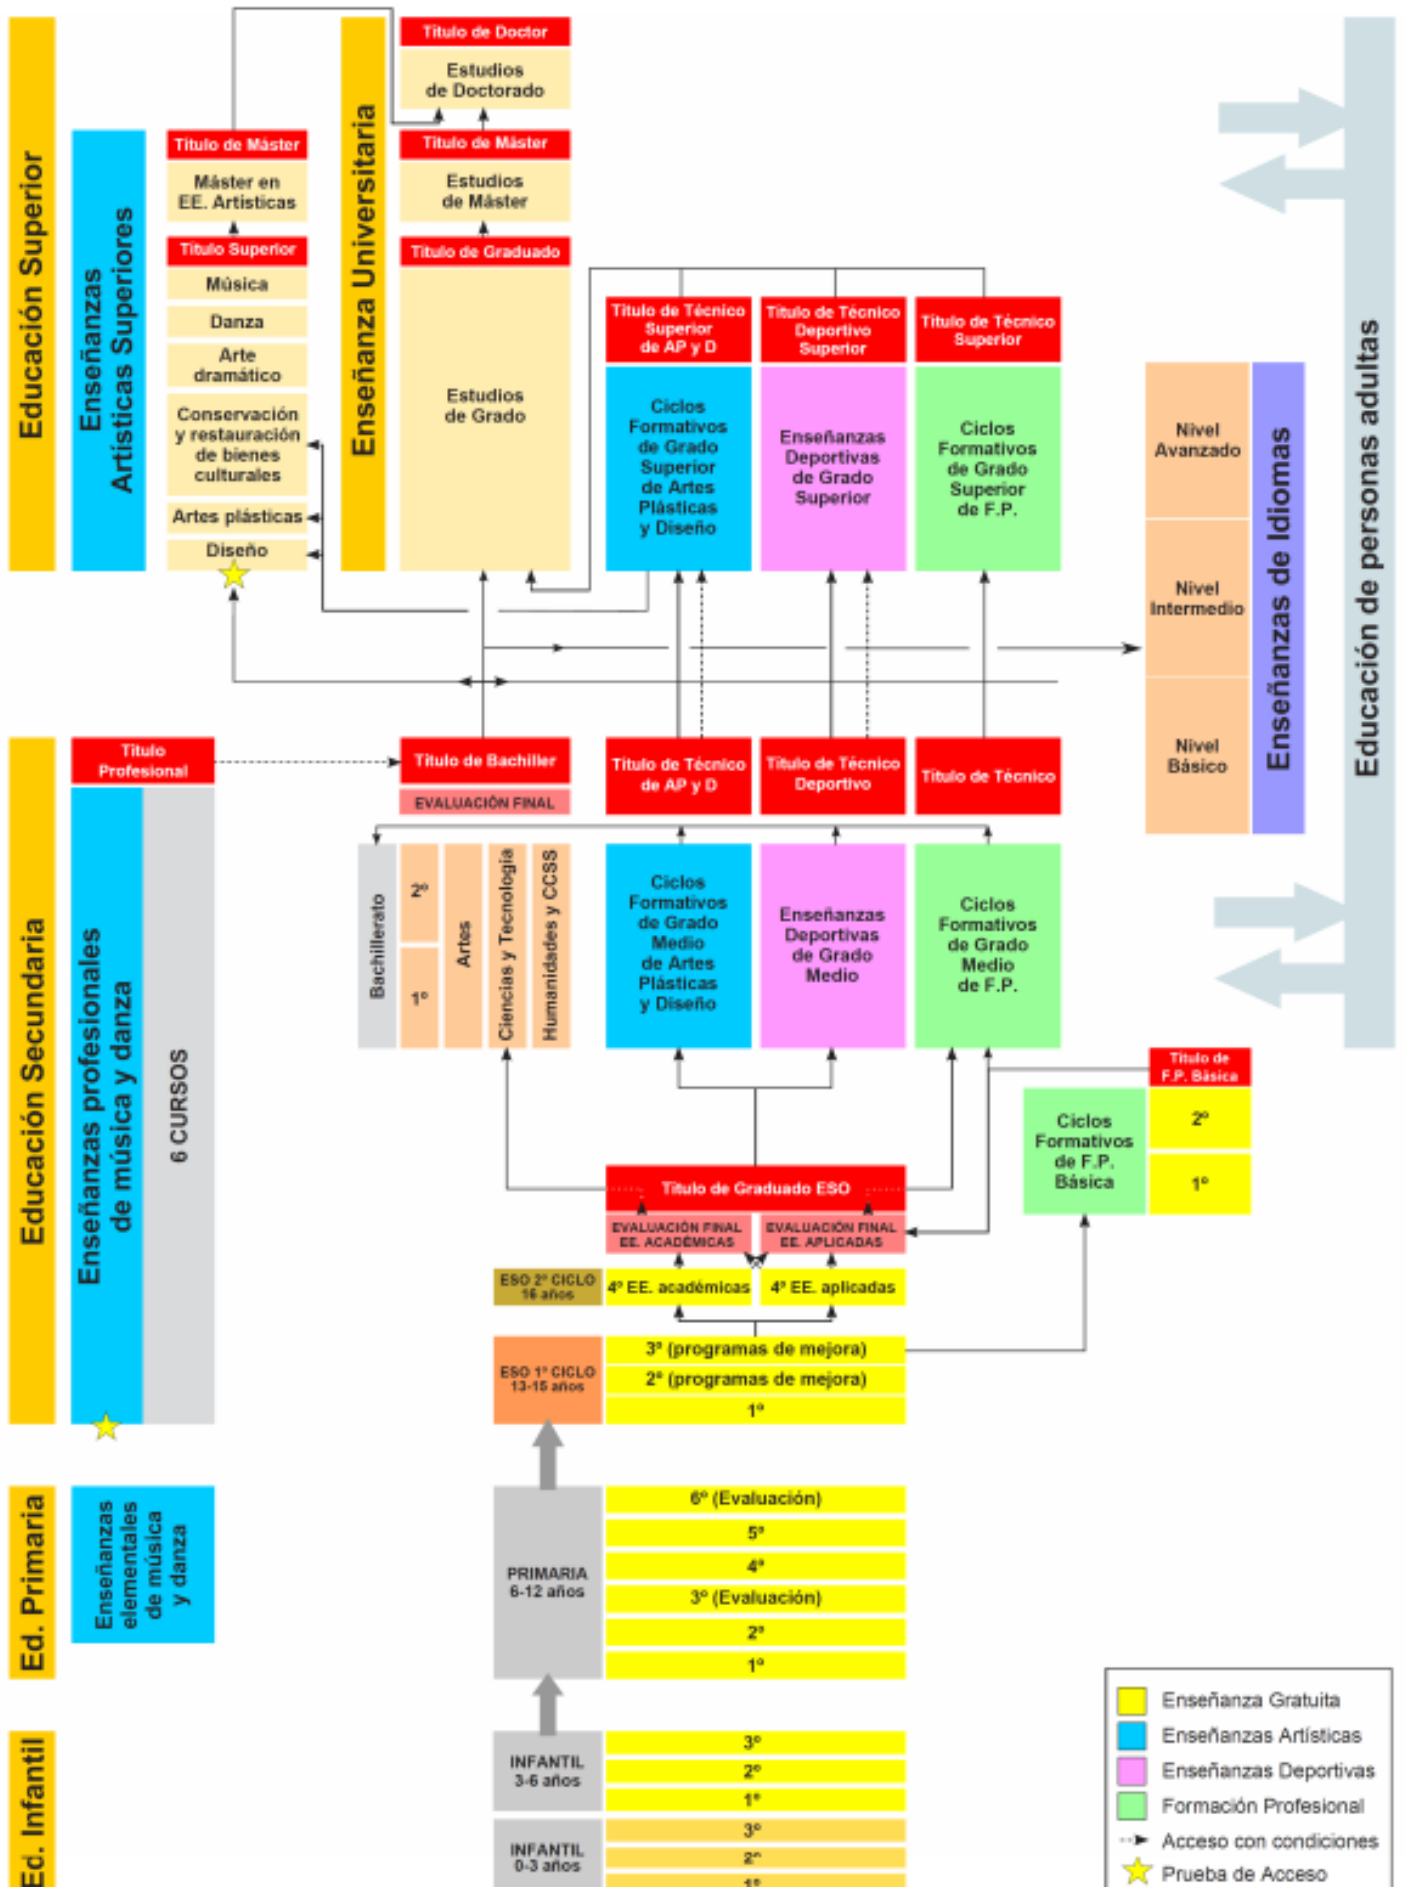 Educación Superior
Enseñanzas
Artísticas Superiores
Título de Máster
Máster en
EE. Artísticas
Título Superior
Música
Danza
Arte
dramático
Conservación
y restauración
de bienes
culturales
Artes plásticas
Diseño
Enseñanza Universitaria
Título de Doctor
Estudios
de Doctorado
Título de Máster
Estudios
de Máster
Título de Graduado
Estudios
de Grado
Título de Técnico
Superior
de AP y D
Ciclos
Formativos
de Grado
Superior
de Artes
Plásticas
y Diseño
Título de Técnico
Deportivo
Superior
Enseñanzas
Deportivas
de Grado
Superior
Título de Técnico
Superior
Ciclos
Formativos
de Grado
Superior
de F.P.
Nivel
Avanzado
Nivel
Intermedio
Nivel
Básico
Enseñanzas de Idiomas
Educación de personas adultas
Educación Secundaria
Título
Profesional
Enseñanzas profesionales
de música y danza
6 CURSOS
Título de Bachiller
EVALUACIÓN FINAL
Bachillerato
2º
1º
Artes
Ciencias y Tecnología
Humanidades y CCSS
Título de Técnico
de AP y D
Ciclos
Formativos
de Grado
Medio
de Artes
Plásticas
y Diseño
Título de Técnico
Deportivo
Enseñanzas
Deportivas
de Grado
Medio
Título de Técnico
Ciclos
Formativos
de Grado
Medio
de F.P.
Título de
F.P. Básica
Ciclos
Formativos
de F.P.
Básica
2º
1º
Título de Graduado ESO
EVALUACIÓN FINAL
EE. ACADÉMICAS
EVALUACIÓN FINAL
EE. APLICADAS
ESO 2º CICLO
16 años
4º EE. académicas
4º EE. aplicadas
ESO 1º CICLO
13-15 años
3º (programas de mejora)
2º (programas de mejora)
1º
Ed. Primaria
Enseñanzas
elementales
de música
y danza
PRIMARIA
6-12 años
6º (Evaluación)
5º
4º
3º (Evaluación)
2º
1º
Ed. Infantil
INFANTIL
3-6 años
3º
2º
1º
INFANTIL
0-3 años
3º
2º
1º
Enseñanza Gratuita
Enseñanzas Artísticas
Enseñanzas Deportivas
Formación Profesional
Acceso con condiciones
Prueba de Acceso